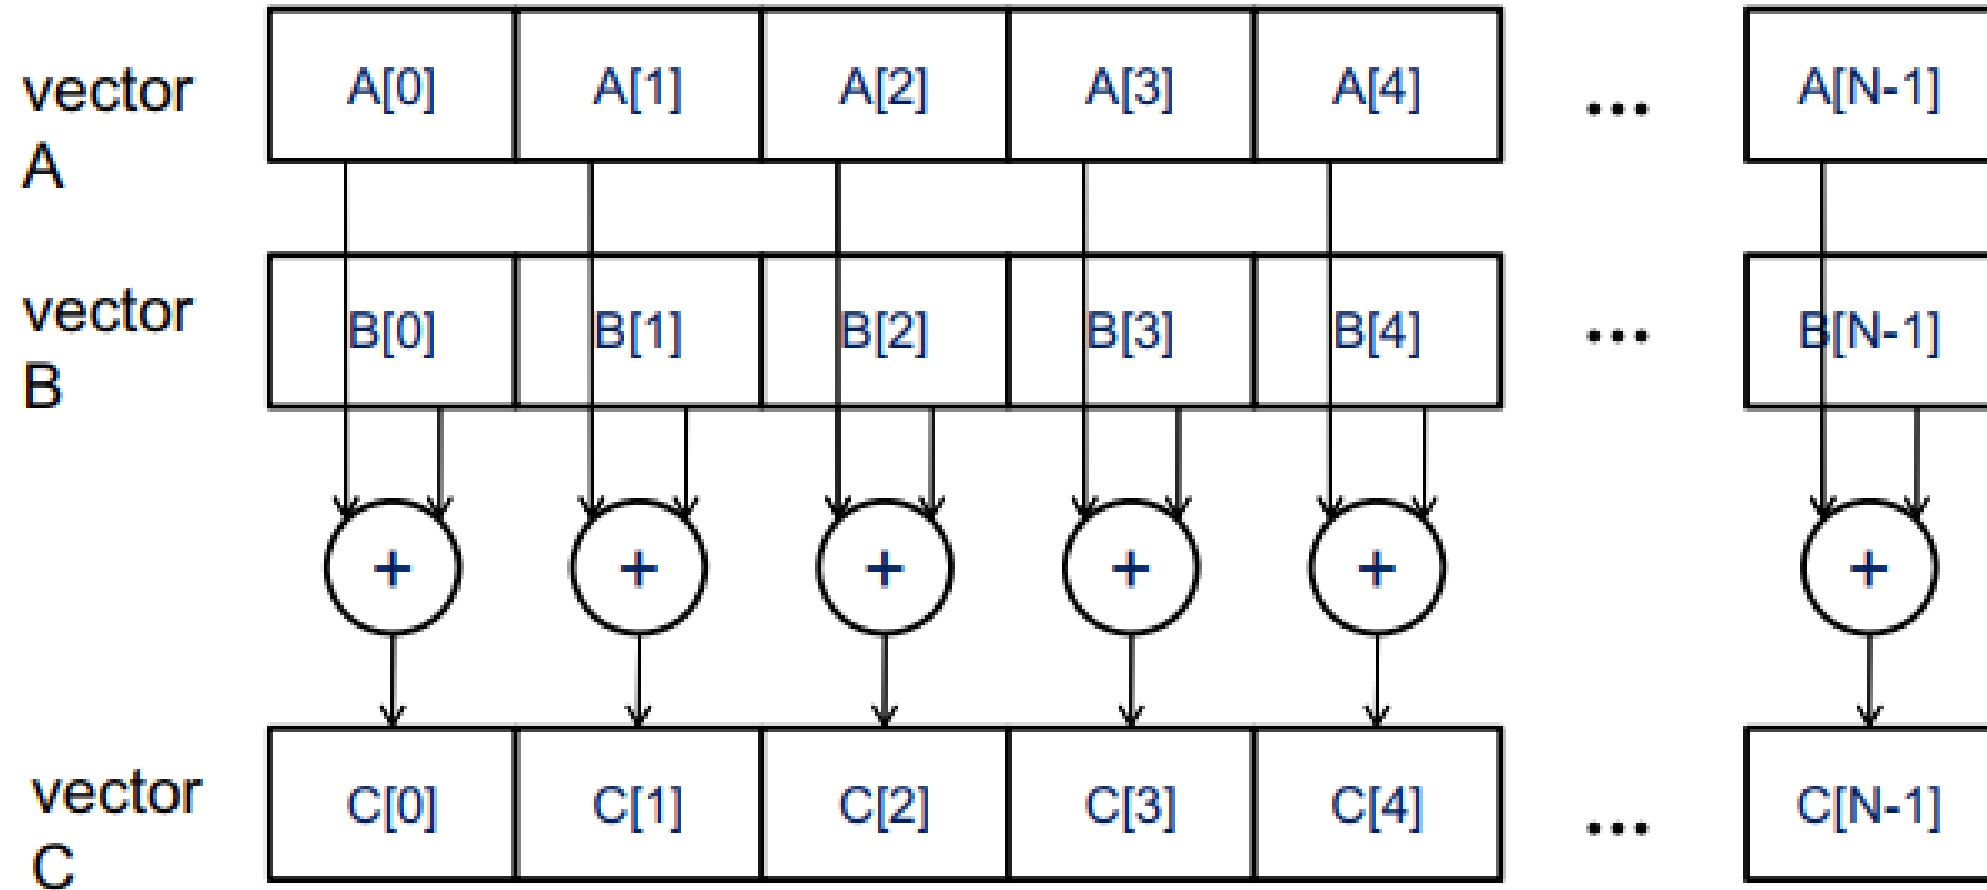 vector A[0] A[1] A[2] A[3] A[4] ... A[N-1]
A
vector B[0] B[1] B[2] B[3] B[4] ... B[N-1]
B
+ + + + + +
vector C[0] C[1] C[2] C[3] C[4] ... C[N-1]
C